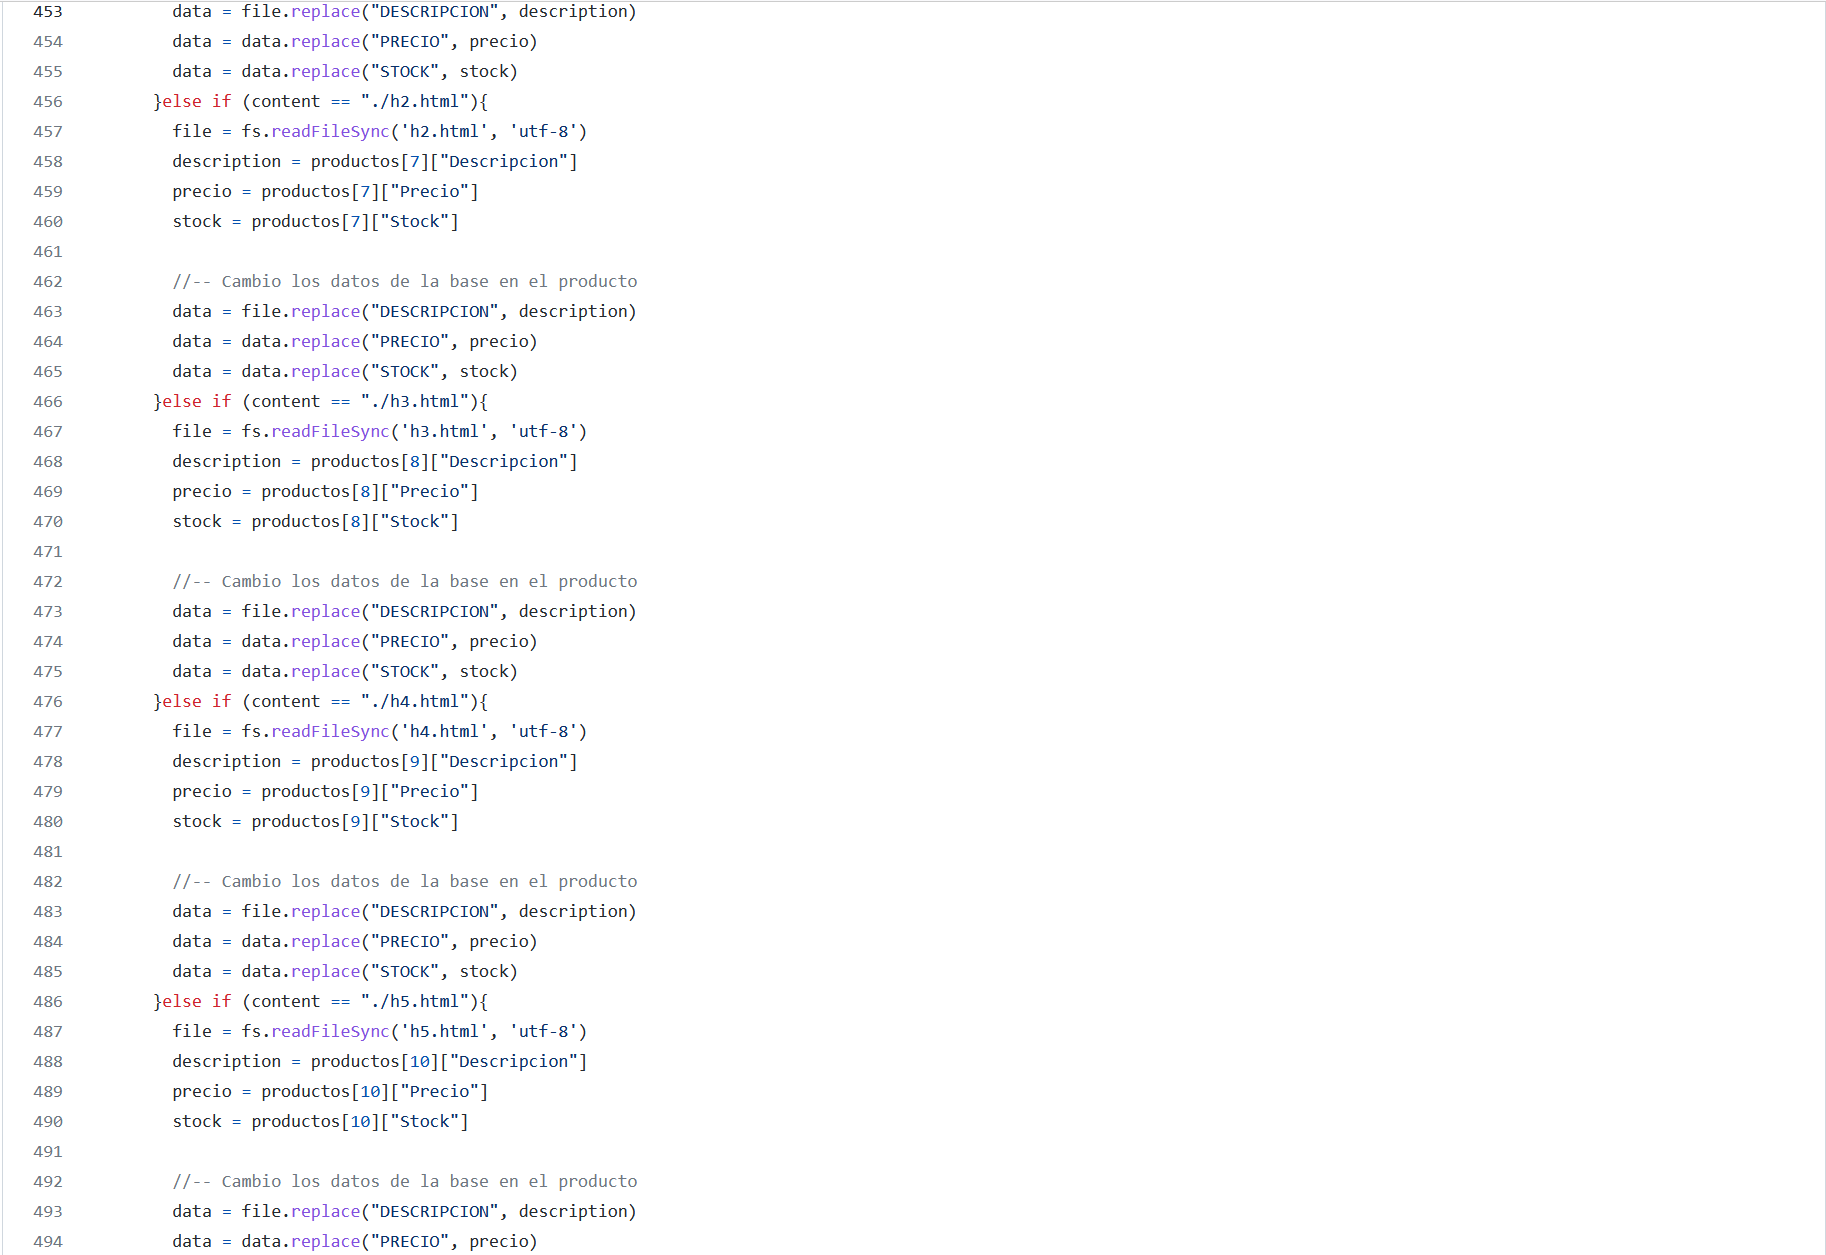 453 data = file.replace("DESCRIPCION", description)
454 data = data.replace("PRECIO", precio)
455 data = data.replace("STOCK", stock)
456 }else if (content == "./h2.html"){
457 file = fs.readFileSync('h2.html', 'utf-8')
458 description = productos[7]["Descripcion"]
459 precio = productos[7]["Precio"]
460 stock = productos[7]["Stock"]
461
462 //-- Cambio los datos de la base en el producto
463 data = file.replace("DESCRIPCION", description)
464 data = data.replace("PRECIO", precio)
465 data = data.replace("STOCK", stock)
466 }else if (content == "./h3.html"){
467 file = fs.readFileSync('h3.html', 'utf-8')
468 description = productos[8]["Descripcion"]
469 precio = productos[8]["Precio"]
470 stock = productos[8]["Stock"]
471
472 //-- Cambio los datos de la base en el producto
473 data = file.replace("DESCRIPCION", description)
474 data = data.replace("PRECIO", precio)
475 data = data.replace("STOCK", stock)
476 }else if (content == "./h4.html"){
477 file = fs.readFileSync('h4.html', 'utf-8')
478 description = productos[9]["Descripcion"]
479 precio = productos[9]["Precio"]
480 stock = productos[9]["Stock"]
481
482 //-- Cambio los datos de la base en el producto
483 data = file.replace("DESCRIPCION", description)
484 data = data.replace("PRECIO", precio)
485 data = data.replace("STOCK", stock)
486 }else if (content == "./h5.html"){
487 file = fs.readFileSync('h5.html', 'utf-8')
488 description = productos[10]["Descripcion"]
489 precio = productos[10]["Precio"]
490 stock = productos[10]["Stock"]
491
492 //-- Cambio los datos de la base en el producto
493 data = file.replace("DESCRIPCION", description)
494 data = data.replace("PRECIO", precio)